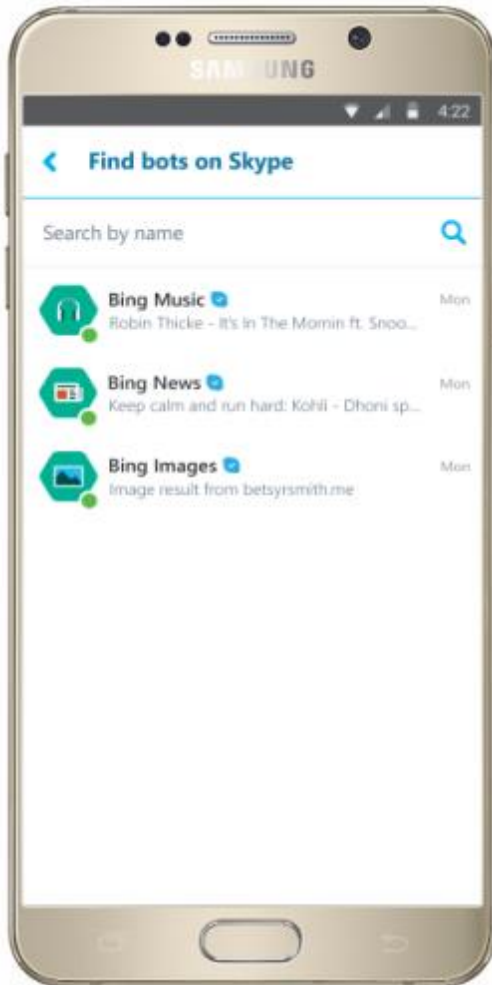 SAMSUNG
4:22
Find bots on Skype
Search by name
Bing Music
Mon
Robin Thicke - It's In The Mornin ft. Snoo...
Bing News
Mon
Keep calm and run hard: Kohli - Dhoni sp...
Bing Images
Mon
Image result from betsyrsmith.me